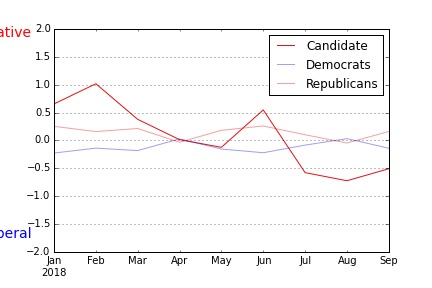 2.0
ative
Candidate
Democrats
Republicans
1.5
1.0
0.5
0.0
−0.5
−1.0
−1.5
peral
−2.0
Jan Feb Mar Apr May Jun Jul Aug Sep
2018